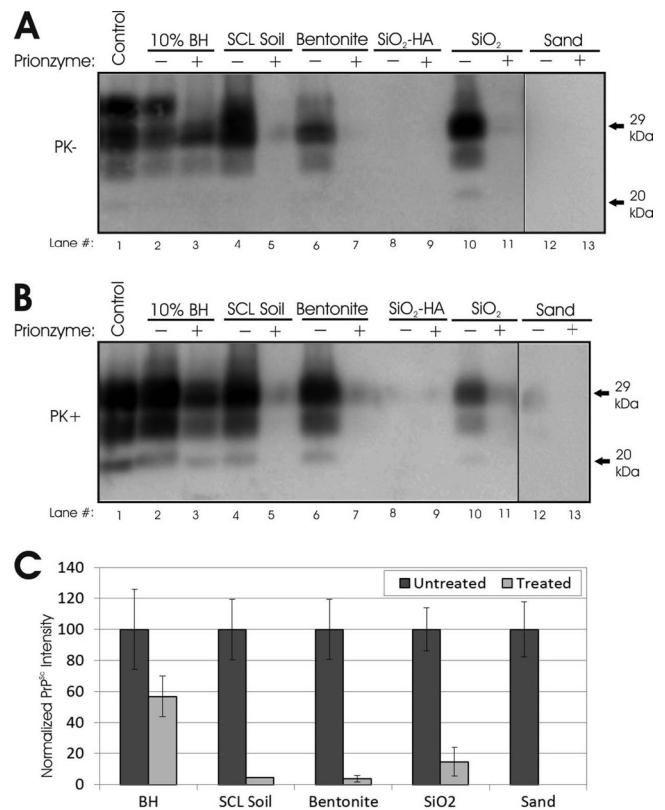 A
Control
10% BH SCL Soil Bentonite SiO₂-HA SiO₂ Sand
Prionzyme: – + – + – + – + – + – +
PK-
29 kDa
20 kDa
Lane #: 1 2 3 4 5 6 7 8 9 10 11 12 13
B
Control
10% BH SCL Soil Bentonite SiO₂-HA SiO₂ Sand
Prionzyme: – + – + – + – + – + – +
PK+
29 kDa
20 kDa
Lane #: 1 2 3 4 5 6 7 8 9 10 11 12 13
C
Normalized PrPSc Intensity
140
120
100
80
60
40
20
0
Untreated Treated
BH SCL Soil Bentonite SiO2 Sand